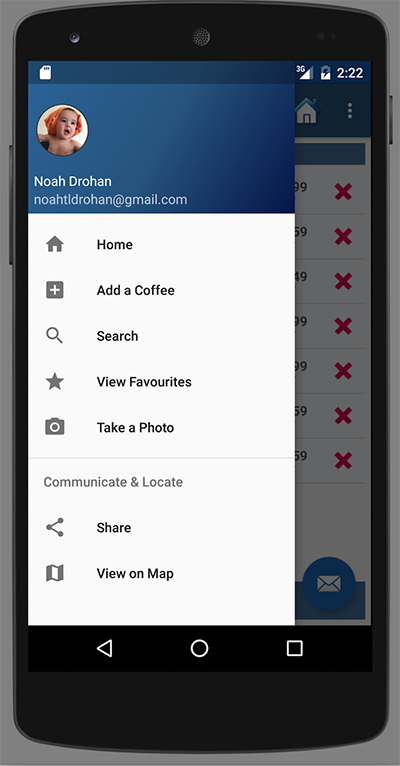 3G 2:22
Noah Drohan
noahtldrohan@gmail.com
Home
Add a Coffee
Search
View Favourites
Take a Photo
Communicate & Locate
Share
View on Map
99
59
49
99
99
59
59